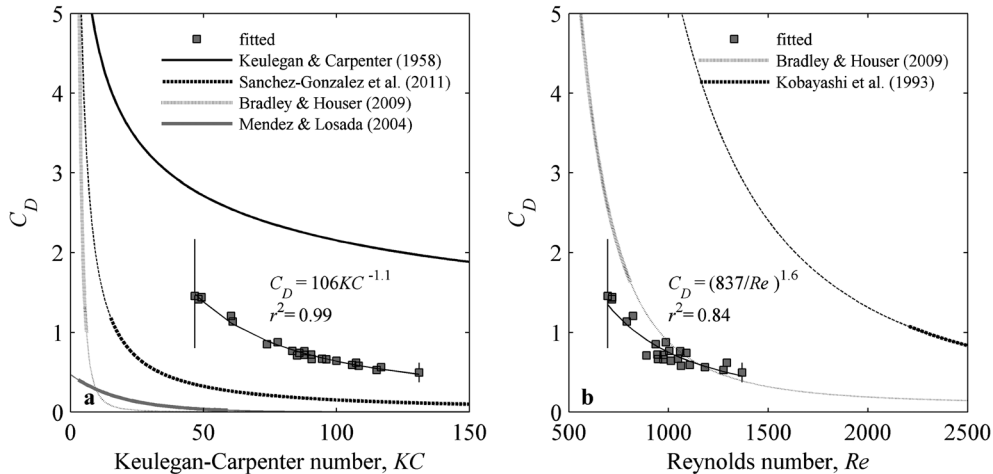 5
4
3
2
1
0
C_D
fitted
Keulegan & Carpenter (1958)
Sanchez-Gonzalez et al. (2011)
Bradley & Houser (2009)
Mendez & Losada (2004)
C_D = 106KC^-1.1
r^2= 0.99
a
0 50 100 150
Keulegan-Carpenter number, KC
5
4
3
2
1
0
C_D
fitted
Bradley & Houser (2009)
Kobayashi et al. (1993)
C_D = (837/Re)^1.6
r^2= 0.84
b
500 1000 1500 2000 2500
Reynolds number, Re